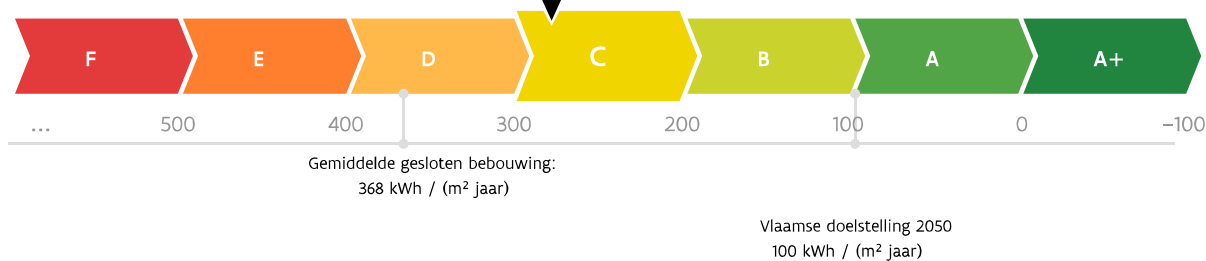 F E D C B A A+
... 500 400 300 200 100 0 –100
Gemiddelde gesloten bebouwing:
368 kWh / (m² jaar)
Vlaamse doelstelling 2050
100 kWh / (m² jaar)